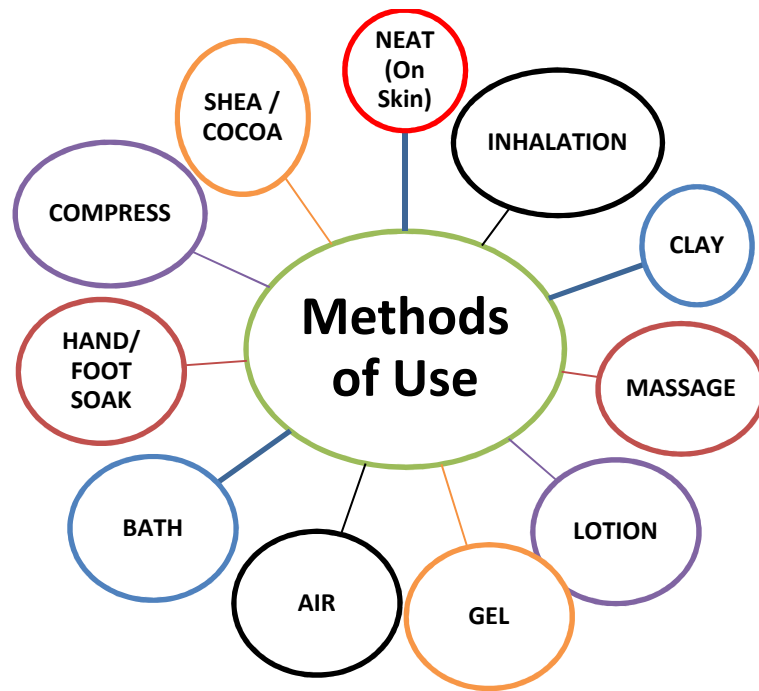 NEAT
(On
Skin)
INHALATION
CLAY
MASSAGE
LOTION
GEL
AIR
BATH
HAND/
FOOT
SOAK
COMPRESS
SHEA /
COCOA
Methods
of Use